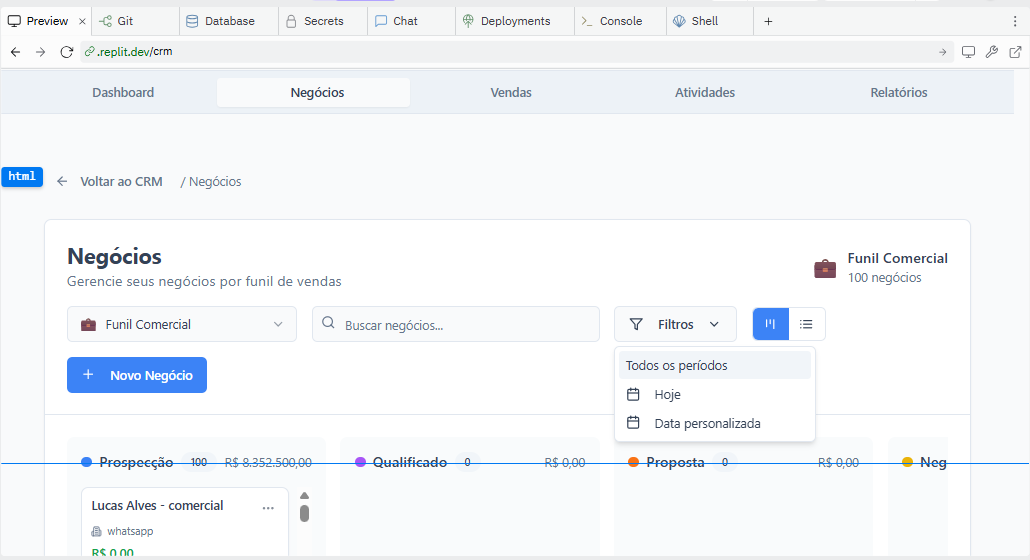 Preview
Git
Database
Secrets
Chat
Deployments
Console
Shell
.replit.dev/crm
Dashboard
Negócios
Vendas
Atividades
Relatórios
html
Voltar ao CRM / Negócios
Negócios
Gerencie seus negócios por funil de vendas
Funil Comercial
100 negócios
Funil Comercial
Buscar negócios...
Filtros
Novo Negócio
Todos os períodos
Hoje
Data personalizada
Prospecção 100 R$ 8.352.500,00
Qualificado 0 R$ 0,00
Proposta 0 R$ 0,00
Neg
Lucas Alves - comercial ...
whatsapp
R$ 0,00